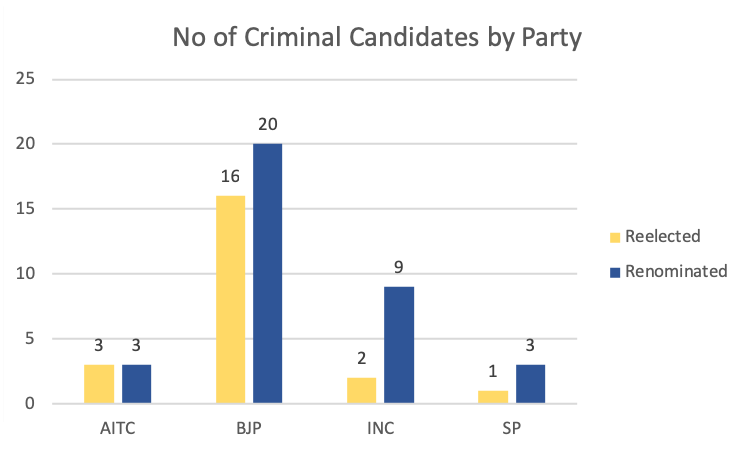 No of Criminal Candidates by Party
25
20
15
10
5
0
3
3
16
20
2
9
1
3
AITC
BJP
INC
SP
Reelected
Renominated